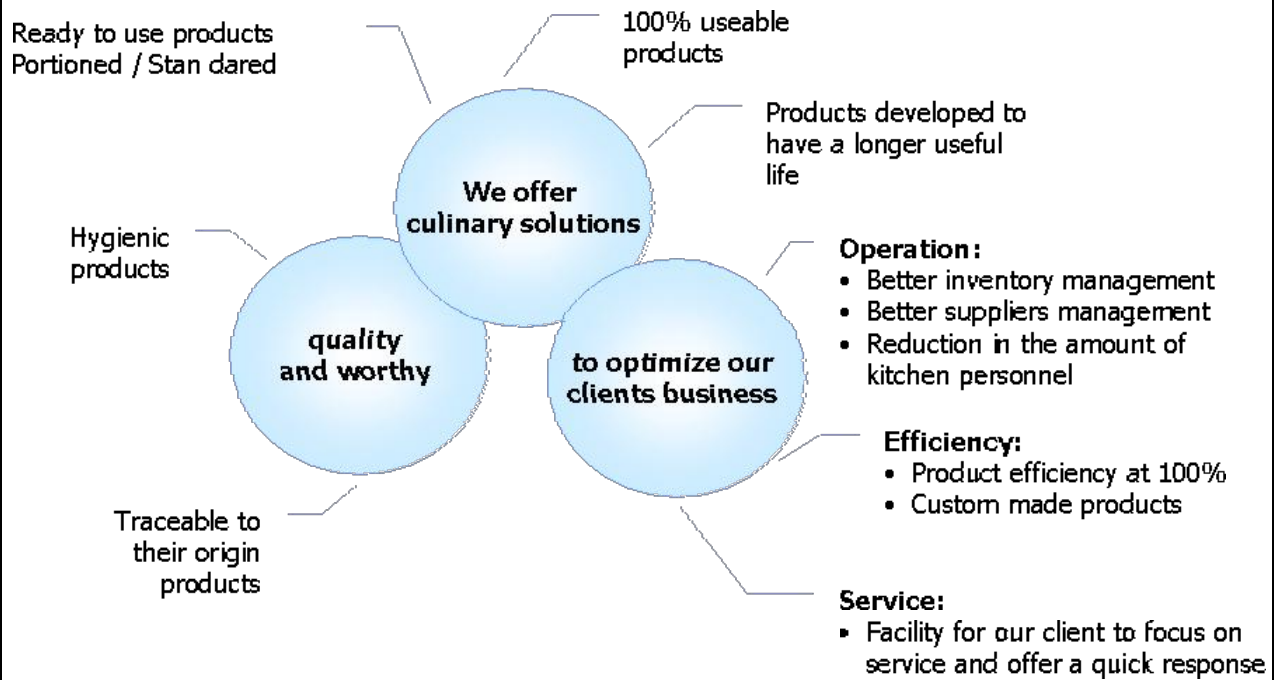 Ready to use products
Portioned / Stan dared
100% useable
products
Products developed to
have a longer useful
life
We offer
culinary solutions
Hygienic
products
quality
and worthy
Traceable to
their origin
products
to optimize our
clients business
Operation:
• Better inventory management
• Better suppliers management
• Reduction in the amount of
kitchen personnel
Efficiency:
• Product efficiency at 100%
• Custom made products
Service:
• Facility for our client to focus on
service and offer a quick response